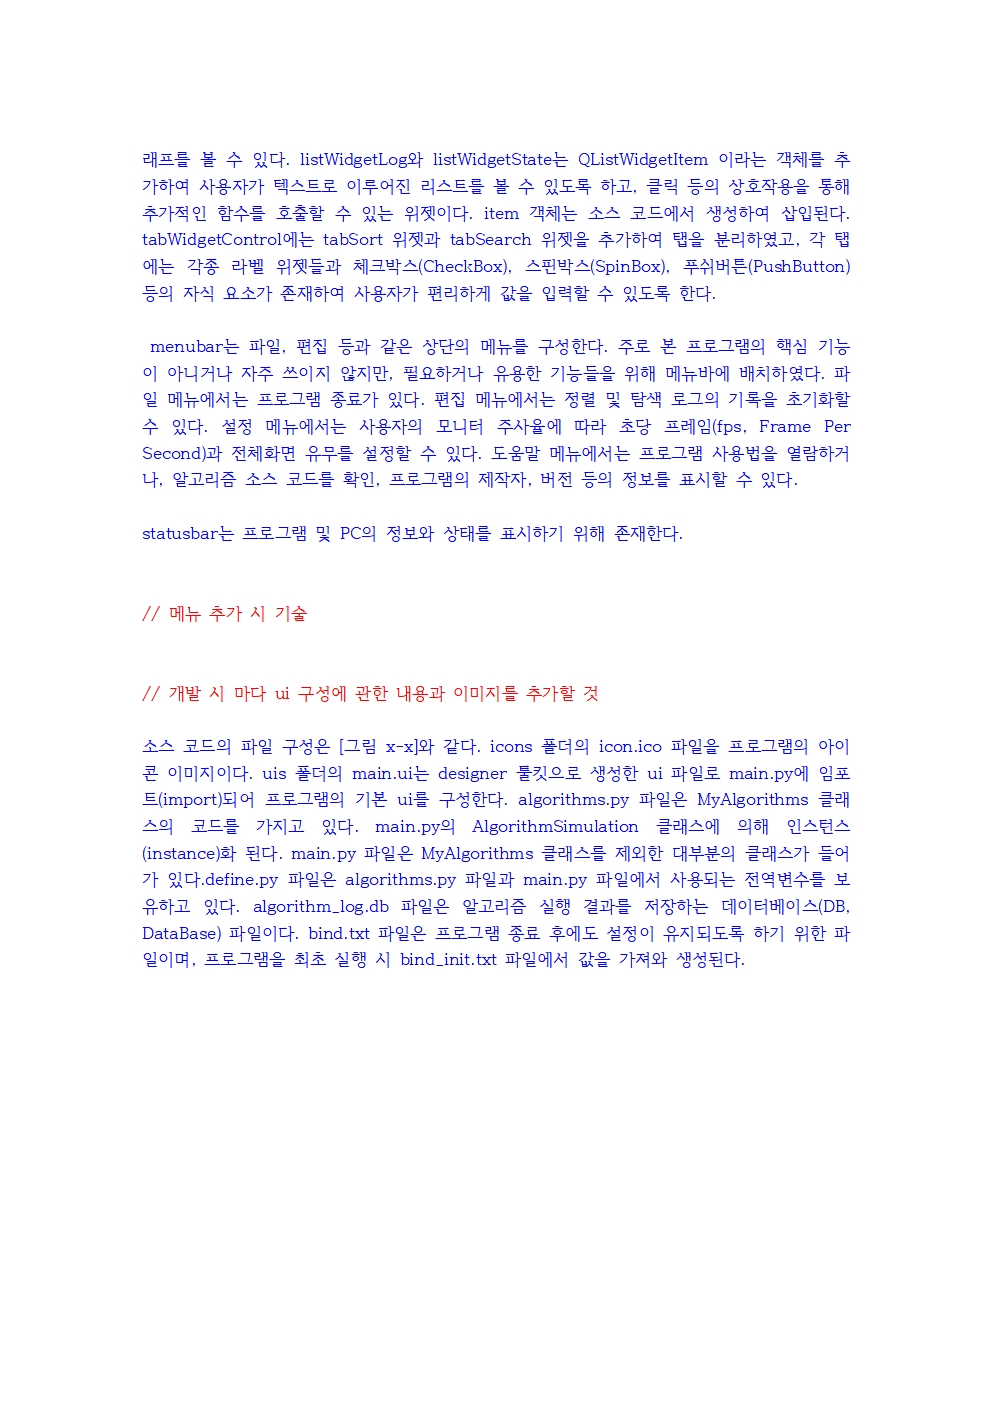 래프를 볼 수 있다. listWidgetLog와 listWidgetState는 QListWidgetItem 이라는 객체를 추
가하여 사용자가 텍스트로 이루어진 리스트를 볼 수 있도록 하고, 클릭 등의 상호작용을 통해
추가적인 함수를 호출할 수 있는 위젯이다. item 객체는 소스 코드에서 생성하여 삽입된다.
tabWidgetControl에는 tabSort 위젯과 tabSearch 위젯을 추가하여 탭을 분리하였고, 각 탭
에는 각종 라벨 위젯들과 체크박스(CheckBox), 스핀박스(SpinBox), 푸쉬버튼(PushButton)
등의 자식 요소가 존재하여 사용자가 편리하게 값을 입력할 수 있도록 한다.
menubar는 파일, 편집 등과 같은 상단의 메뉴를 구성한다. 주로 본 프로그램의 핵심 기능
이 아니거나 자주 쓰이지 않지만, 필요하거나 유용한 기능들을 위해 메뉴바에 배치하였다. 파
일 메뉴에서는 프로그램 종료가 있다. 편집 메뉴에서는 정렬 및 탐색 로그의 기록을 초기화할
수 있다. 설정 메뉴에서는 사용자의 모니터 주사율에 따라 초당 프레임(fps, Frame Per
Second)과 전체화면 유무를 설정할 수 있다. 도움말 메뉴에서는 프로그램 사용법을 열람하거
나, 알고리즘 소스 코드를 확인, 프로그램의 제작자, 버전 등의 정보를 표시할 수 있다.
statusbar는 프로그램 및 PC의 정보와 상태를 표시하기 위해 존재한다.
// 메뉴 추가 시 기술
// 개발 시 마다 ui 구성에 관한 내용과 이미지를 추가할 것
소스 코드의 파일 구성은 [그림 x-x]와 같다. icons 폴더의 icon.ico 파일을 프로그램의 아이
콘 이미지이다. uis 폴더의 main.ui는 designer 툴킷으로 생성한 ui 파일로 main.py에 임포
트(import)되어 프로그램의 기본 ui를 구성한다. algorithms.py 파일은 MyAlgorithms 클래
스의 코드를 가지고 있다. main.py의 AlgorithmSimulation 클래스에 의해 인스턴스
(instance)화 된다. main.py 파일은 MyAlgorithms 클래스를 제외한 대부분의 클래스가 들어
가 있다.define.py 파일은 algorithms.py 파일과 main.py 파일에서 사용되는 전역변수를 보
유하고 있다. algorithm_log.db 파일은 알고리즘 실행 결과를 저장하는 데이터베이스(DB,
DataBase) 파일이다. bind.txt 파일은 프로그램 종료 후에도 설정이 유지되도록 하기 위한 파
일이며, 프로그램을 최초 실행 시 bind_init.txt 파일에서 값을 가져와 생성된다.